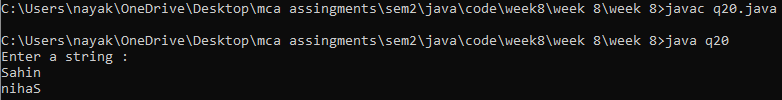 C:\Users\nayak\OneDrive\Desktop\mca assingments\sem2\java\code\week8\week 8\week 8>javac q20.java
C:\Users\nayak\OneDrive\Desktop\mca assingments\sem2\java\code\week8\week 8\week 8>java q20
Enter a string :
Sahin
nihaS